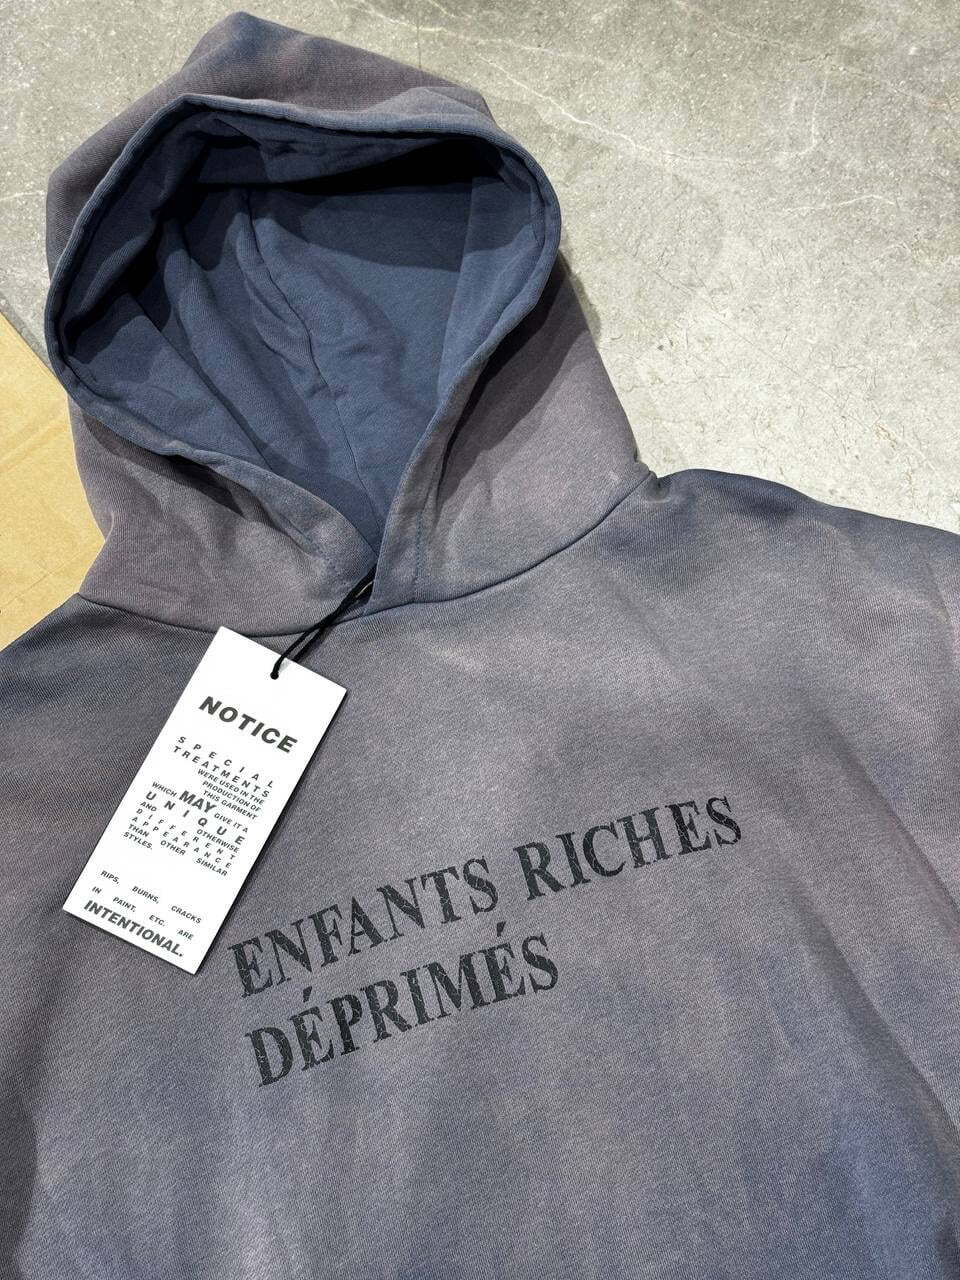 NOTICE
SPECIAL
TREATMENTS
WERE USED IN THE
PRODUCTION OF
THIS GARMENT
WHICH MAY GIVE IT A
UNIQUE
AND OTHERWISE
DIFFERENT
APPEARANCE
THAN OTHER SIMILAR
STYLES.
RIPS, BURNS, CRACKS
IN PAINT, ETC. ARE
INTENTIONAL.
ENFANTS RICHES
DÉPRIMÉS